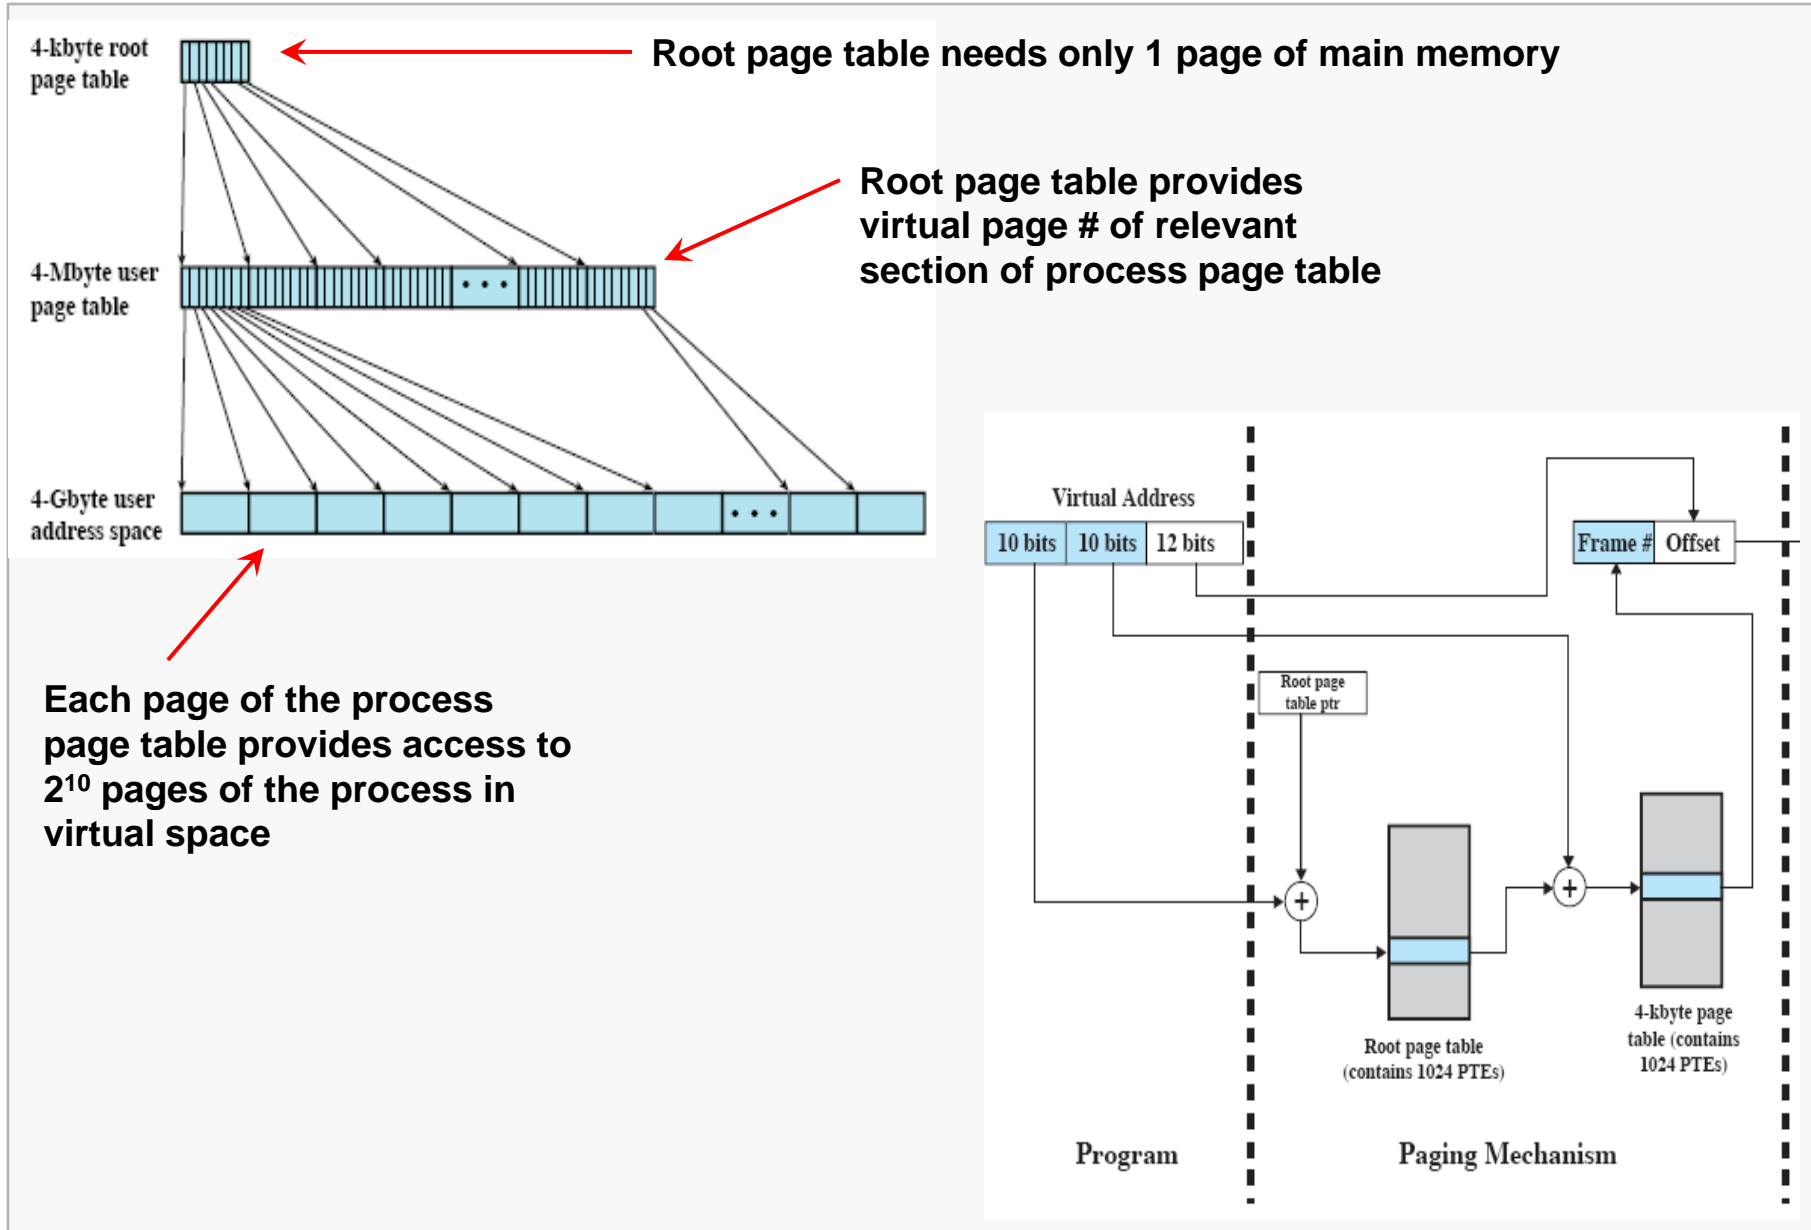 4-kbyte root
page table
Root page table needs only 1 page of main memory
Root page table provides
virtual page # of relevant
section of process page table
4-Mbyte user
page table
• • •
4-Gbyte user
address space
• • •
Each page of the process
page table provides access to
2¹⁰ pages of the process in
virtual space
Virtual Address
10 bits 10 bits 12 bits
Frame # Offset
Root page
table ptr
+
+
Root page table
(contains 1024 PTEs)
4-kbyte page
table (contains
1024 PTEs)
Program
Paging Mechanism